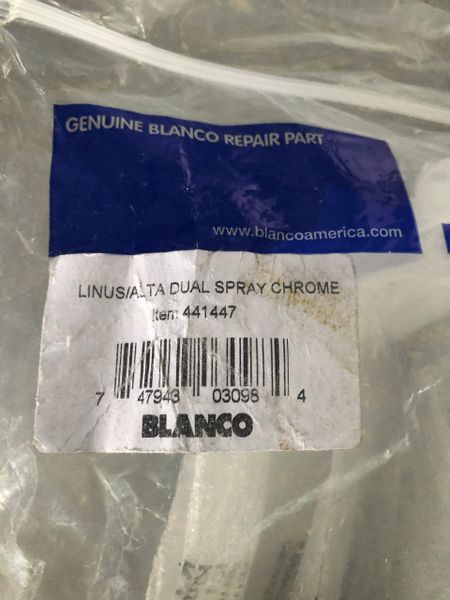 GENUINE BLANCO REPAIR PART
www.blancoamerica.com
LINUS/ALTA DUAL SPRAY CHROME
Item 441447
7 47943 03098 4
BLANCO